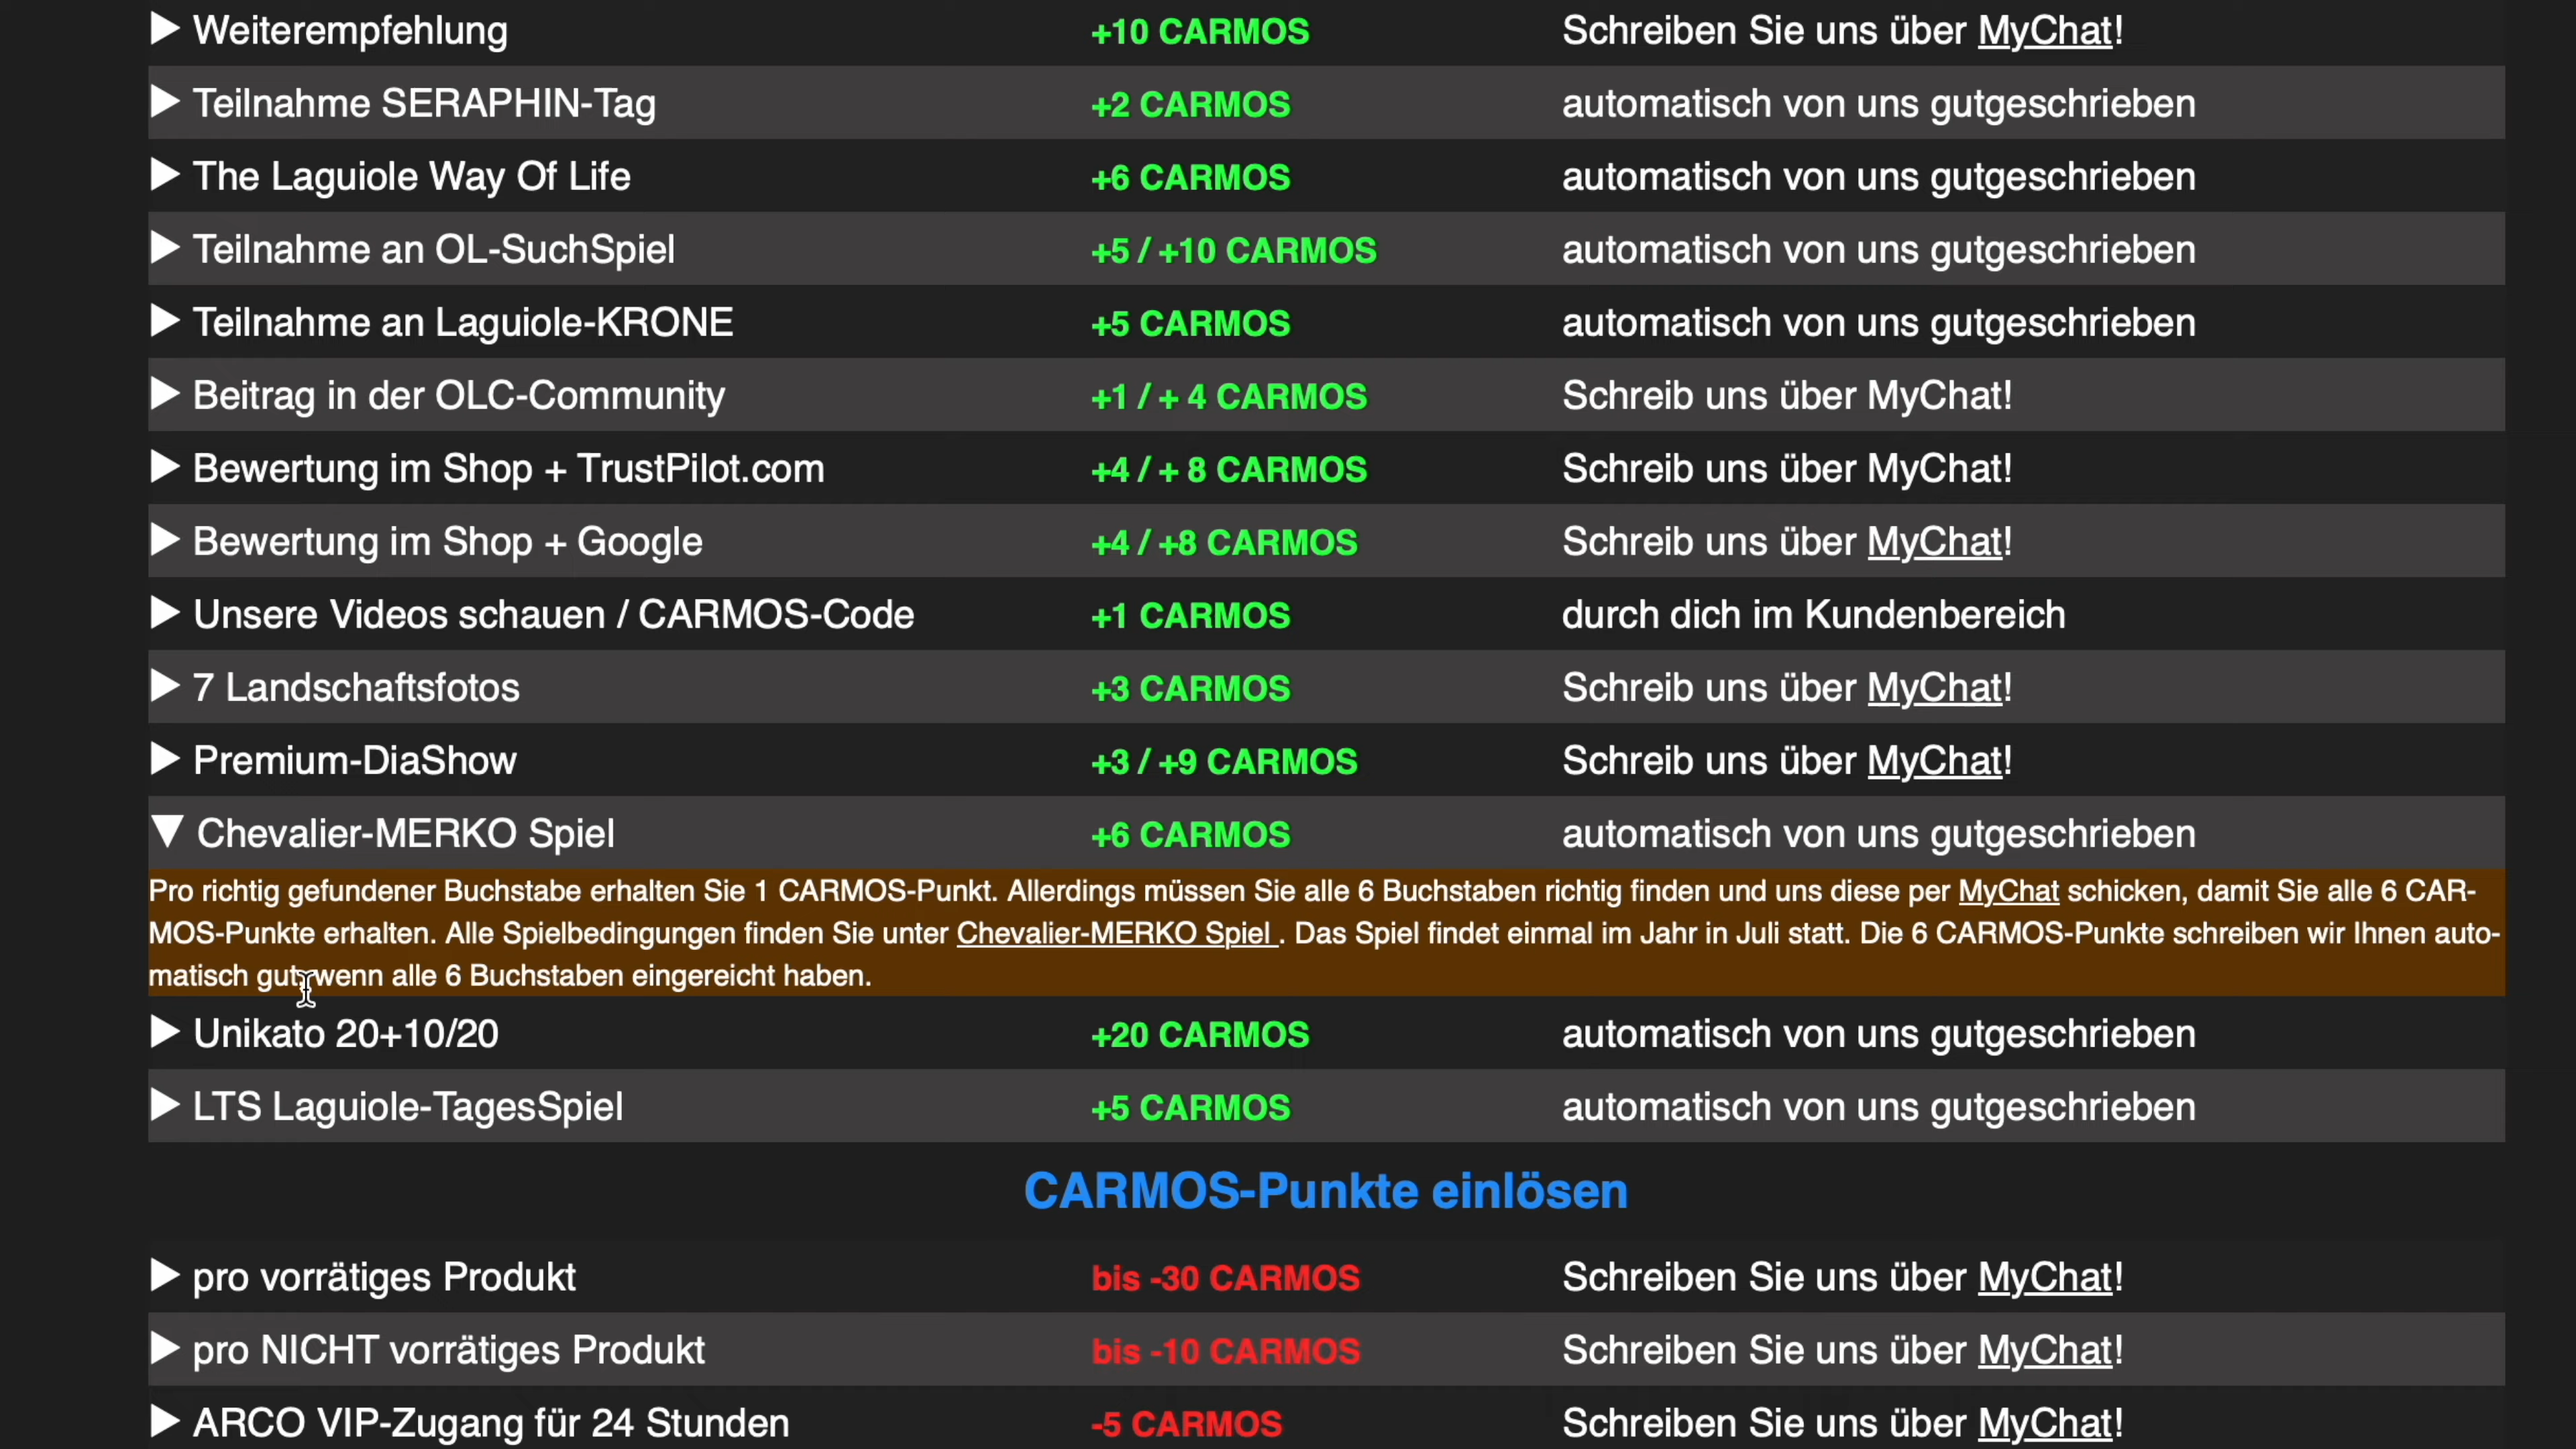 Weiterempfehlung +10 CARMOS Schreiben Sie uns über MyChat!
Teilnahme SERAPHIN-Tag +2 CARMOS automatisch von uns gutgeschrieben
The Laguiole Way Of Life +6 CARMOS automatisch von uns gutgeschrieben
Teilnahme an OL-SuchSpiel +5 / +10 CARMOS automatisch von uns gutgeschrieben
Teilnahme an Laguiole-KRONE +5 CARMOS automatisch von uns gutgeschrieben
Beitrag in der OLC-Community +1 / + 4 CARMOS Schreib uns über MyChat!
Bewertung im Shop + TrustPilot.com +4 / + 8 CARMOS Schreib uns über MyChat!
Bewertung im Shop + Google +4 / +8 CARMOS Schreib uns über MyChat!
Unsere Videos schauen / CARMOS-Code +1 CARMOS durch dich im Kundenbereich
7 Landschaftsfotos +3 CARMOS Schreib uns über MyChat!
Premium-DiaShow +3 / +9 CARMOS Schreib uns über MyChat!
Chevalier-MERKO Spiel +6 CARMOS automatisch von uns gutgeschrieben
Pro richtig gefundener Buchstabe erhalten Sie 1 CARMOS-Punkt. Allerdings müssen Sie alle 6 Buchstaben richtig finden und uns diese per MyChat schicken, damit Sie alle 6 CAR-
MOS-Punkte erhalten. Alle Spielbedingungen finden Sie unter Chevalier-MERKO Spiel . Das Spiel findet einmal im Jahr in Juli statt. Die 6 CARMOS-Punkte schreiben wir Ihnen auto-
matisch gut, wenn alle 6 Buchstaben eingereicht haben.
Unikato 20+10/20 +20 CARMOS automatisch von uns gutgeschrieben
LTS Laguiole-TagesSpiel +5 CARMOS automatisch von uns gutgeschrieben
CARMOS-Punkte einlösen
pro vorrätiges Produkt bis -30 CARMOS Schreiben Sie uns über MyChat!
pro NICHT vorrätiges Produkt bis -10 CARMOS Schreiben Sie uns über MyChat!
ARCO VIP-Zugang für 24 Stunden -5 CARMOS Schreiben Sie uns über MyChat!